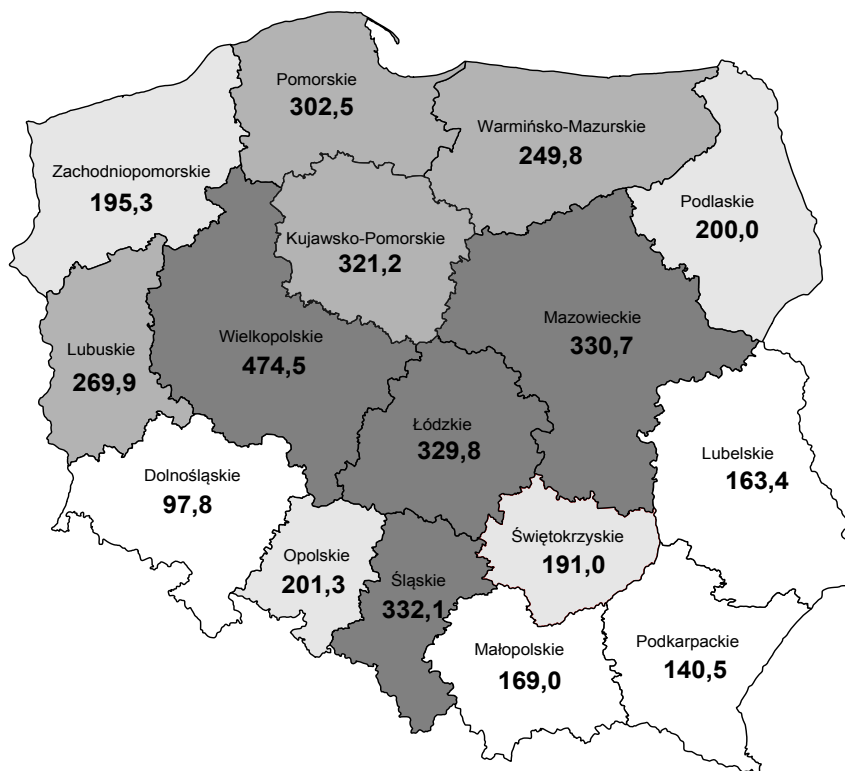 Pomorskie
302,5
Warmińsko-Mazurskie
249,8
Zachodniopomorskie
195,3
Podlaskie
200,0
Kujawsko-Pomorskie
321,2
Mazowieckie
330,7
Wielkopolskie
474,5
Lubuskie
269,9
Łódzkie
329,8
Lubelskie
163,4
Dolnośląskie
97,8
Świętokrzyskie
191,0
Opolskie
201,3
Śląskie
332,1
Małopolskie
169,0
Podkarpackie
140,5